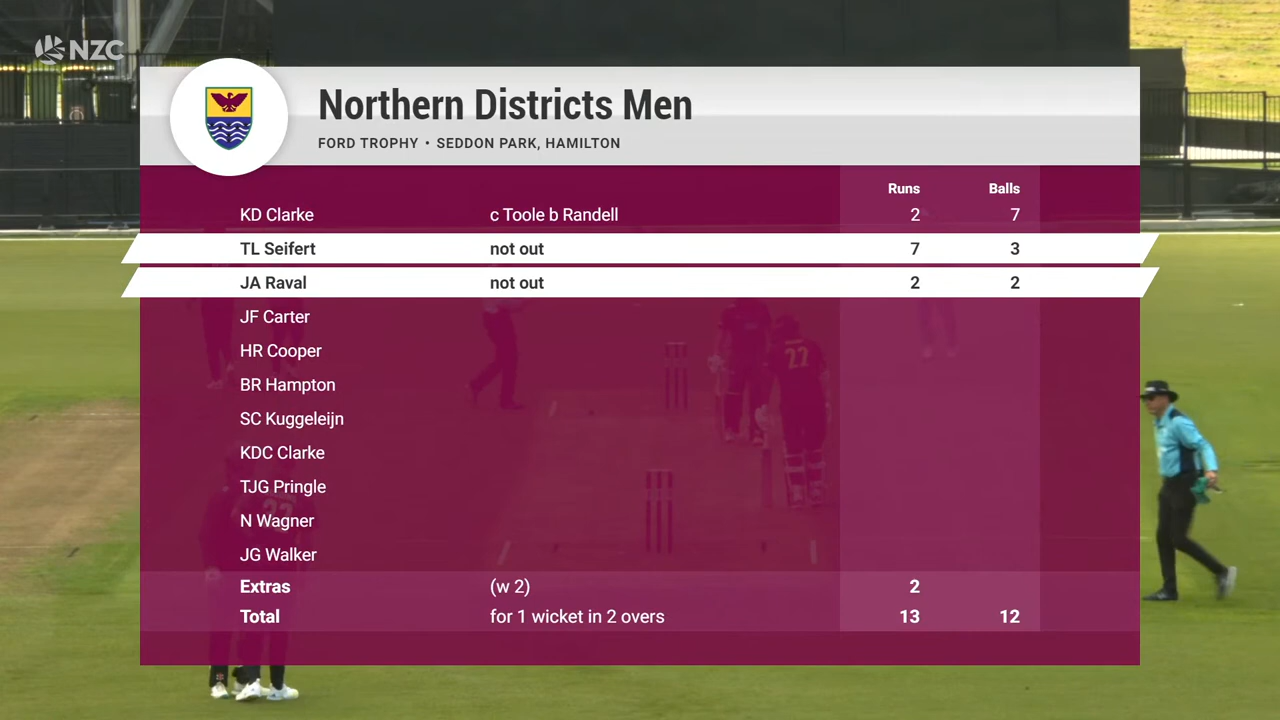 NZC
Northern Districts Men
FORD TROPHY • SEDDON PARK, HAMILTON
Runs Balls
KD Clarke c Toole b Randell 2 7
TL Seifert not out 7 3
JA Raval not out 2 2
JF Carter
HR Cooper
BR Hampton
SC Kuggeleijn
KDC Clarke
TJG Pringle
N Wagner
JG Walker
Extras (w 2) 2
Total for 1 wicket in 2 overs 13 12
22